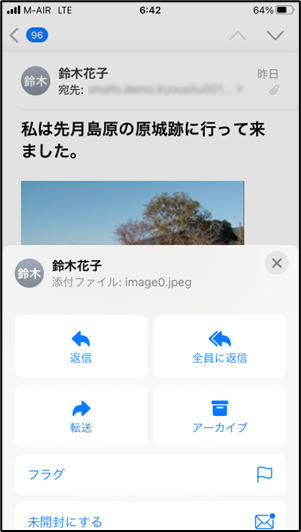 M-AIR LTE 6:42 64%
96
鈴木 鈴木花子 昨日
宛先:
私は先月島原の原城跡に行って来
ました。
鈴木 鈴木花子
添付ファイル: image0.jpeg
返信 全員に返信
転送 アーカイブ
フラグ
未開封にする